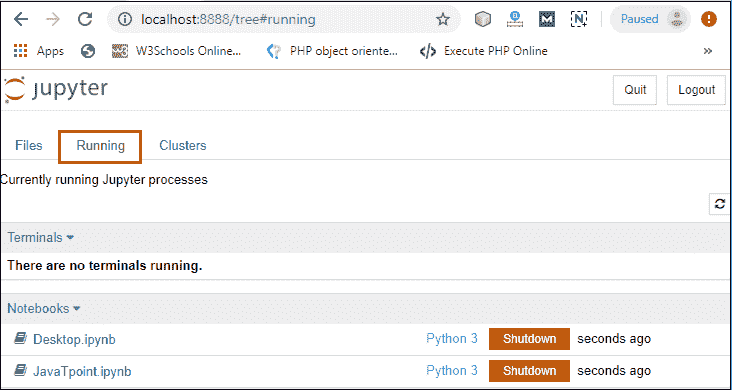 localhost:8888/tree#running
Paused
Apps
W3Schools Online...
PHP object oriente...
Execute PHP Online
»
jupyter
Quit
Logout
Files
Running
Clusters
Currently running Jupyter processes
Terminals
There are no terminals running.
Notebooks
Desktop.ipynb Python 3 Shutdown seconds ago
JavaTpoint.ipynb Python 3 Shutdown seconds ago